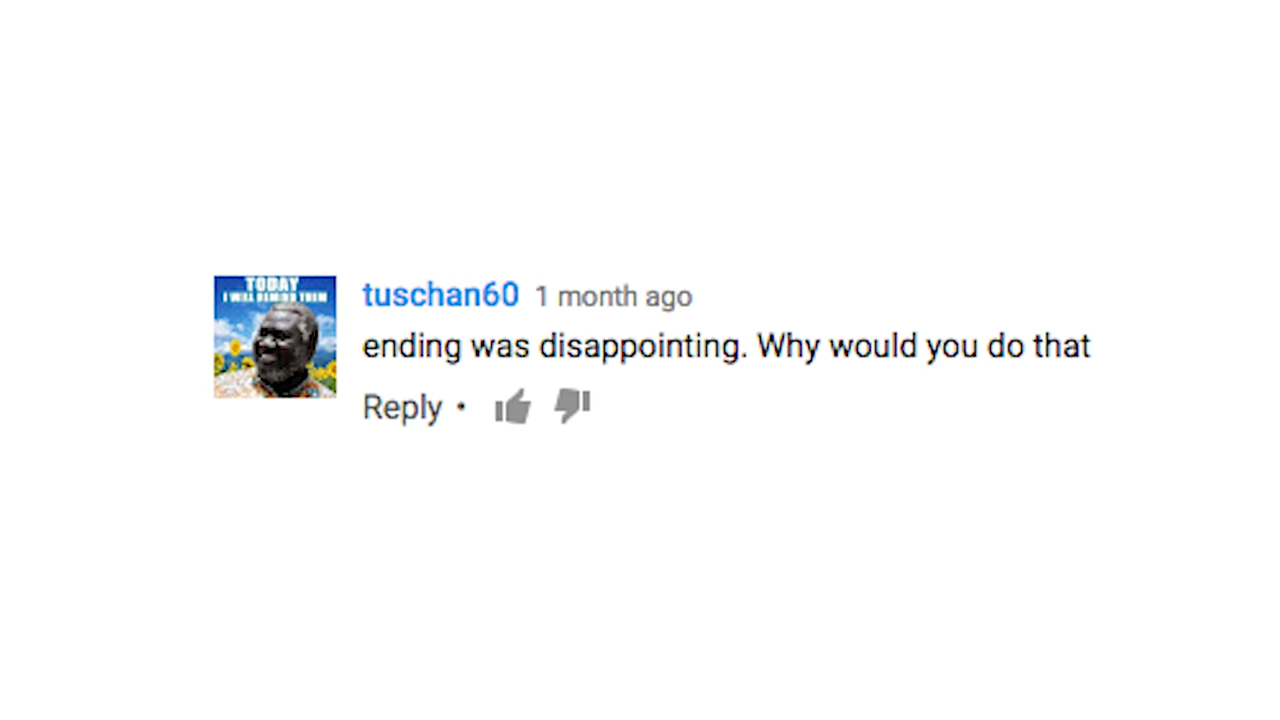 TODAY
I WILL REMIND THEM
tuschan60 1 month ago
ending was disappointing. Why would you do that
Reply •